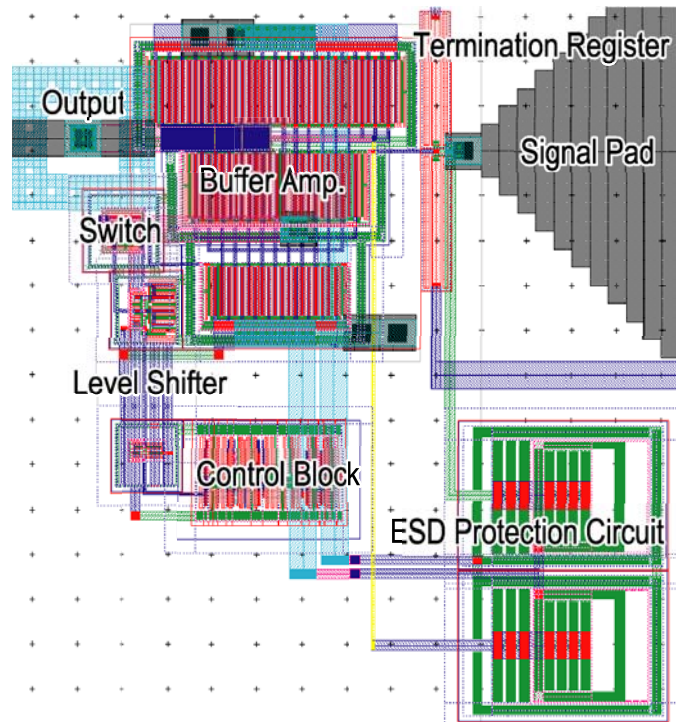 Termination Register
Output
Signal Pad
Buffer Amp.
Switch
Level Shifter
Control Block
ESD Protection Circuit